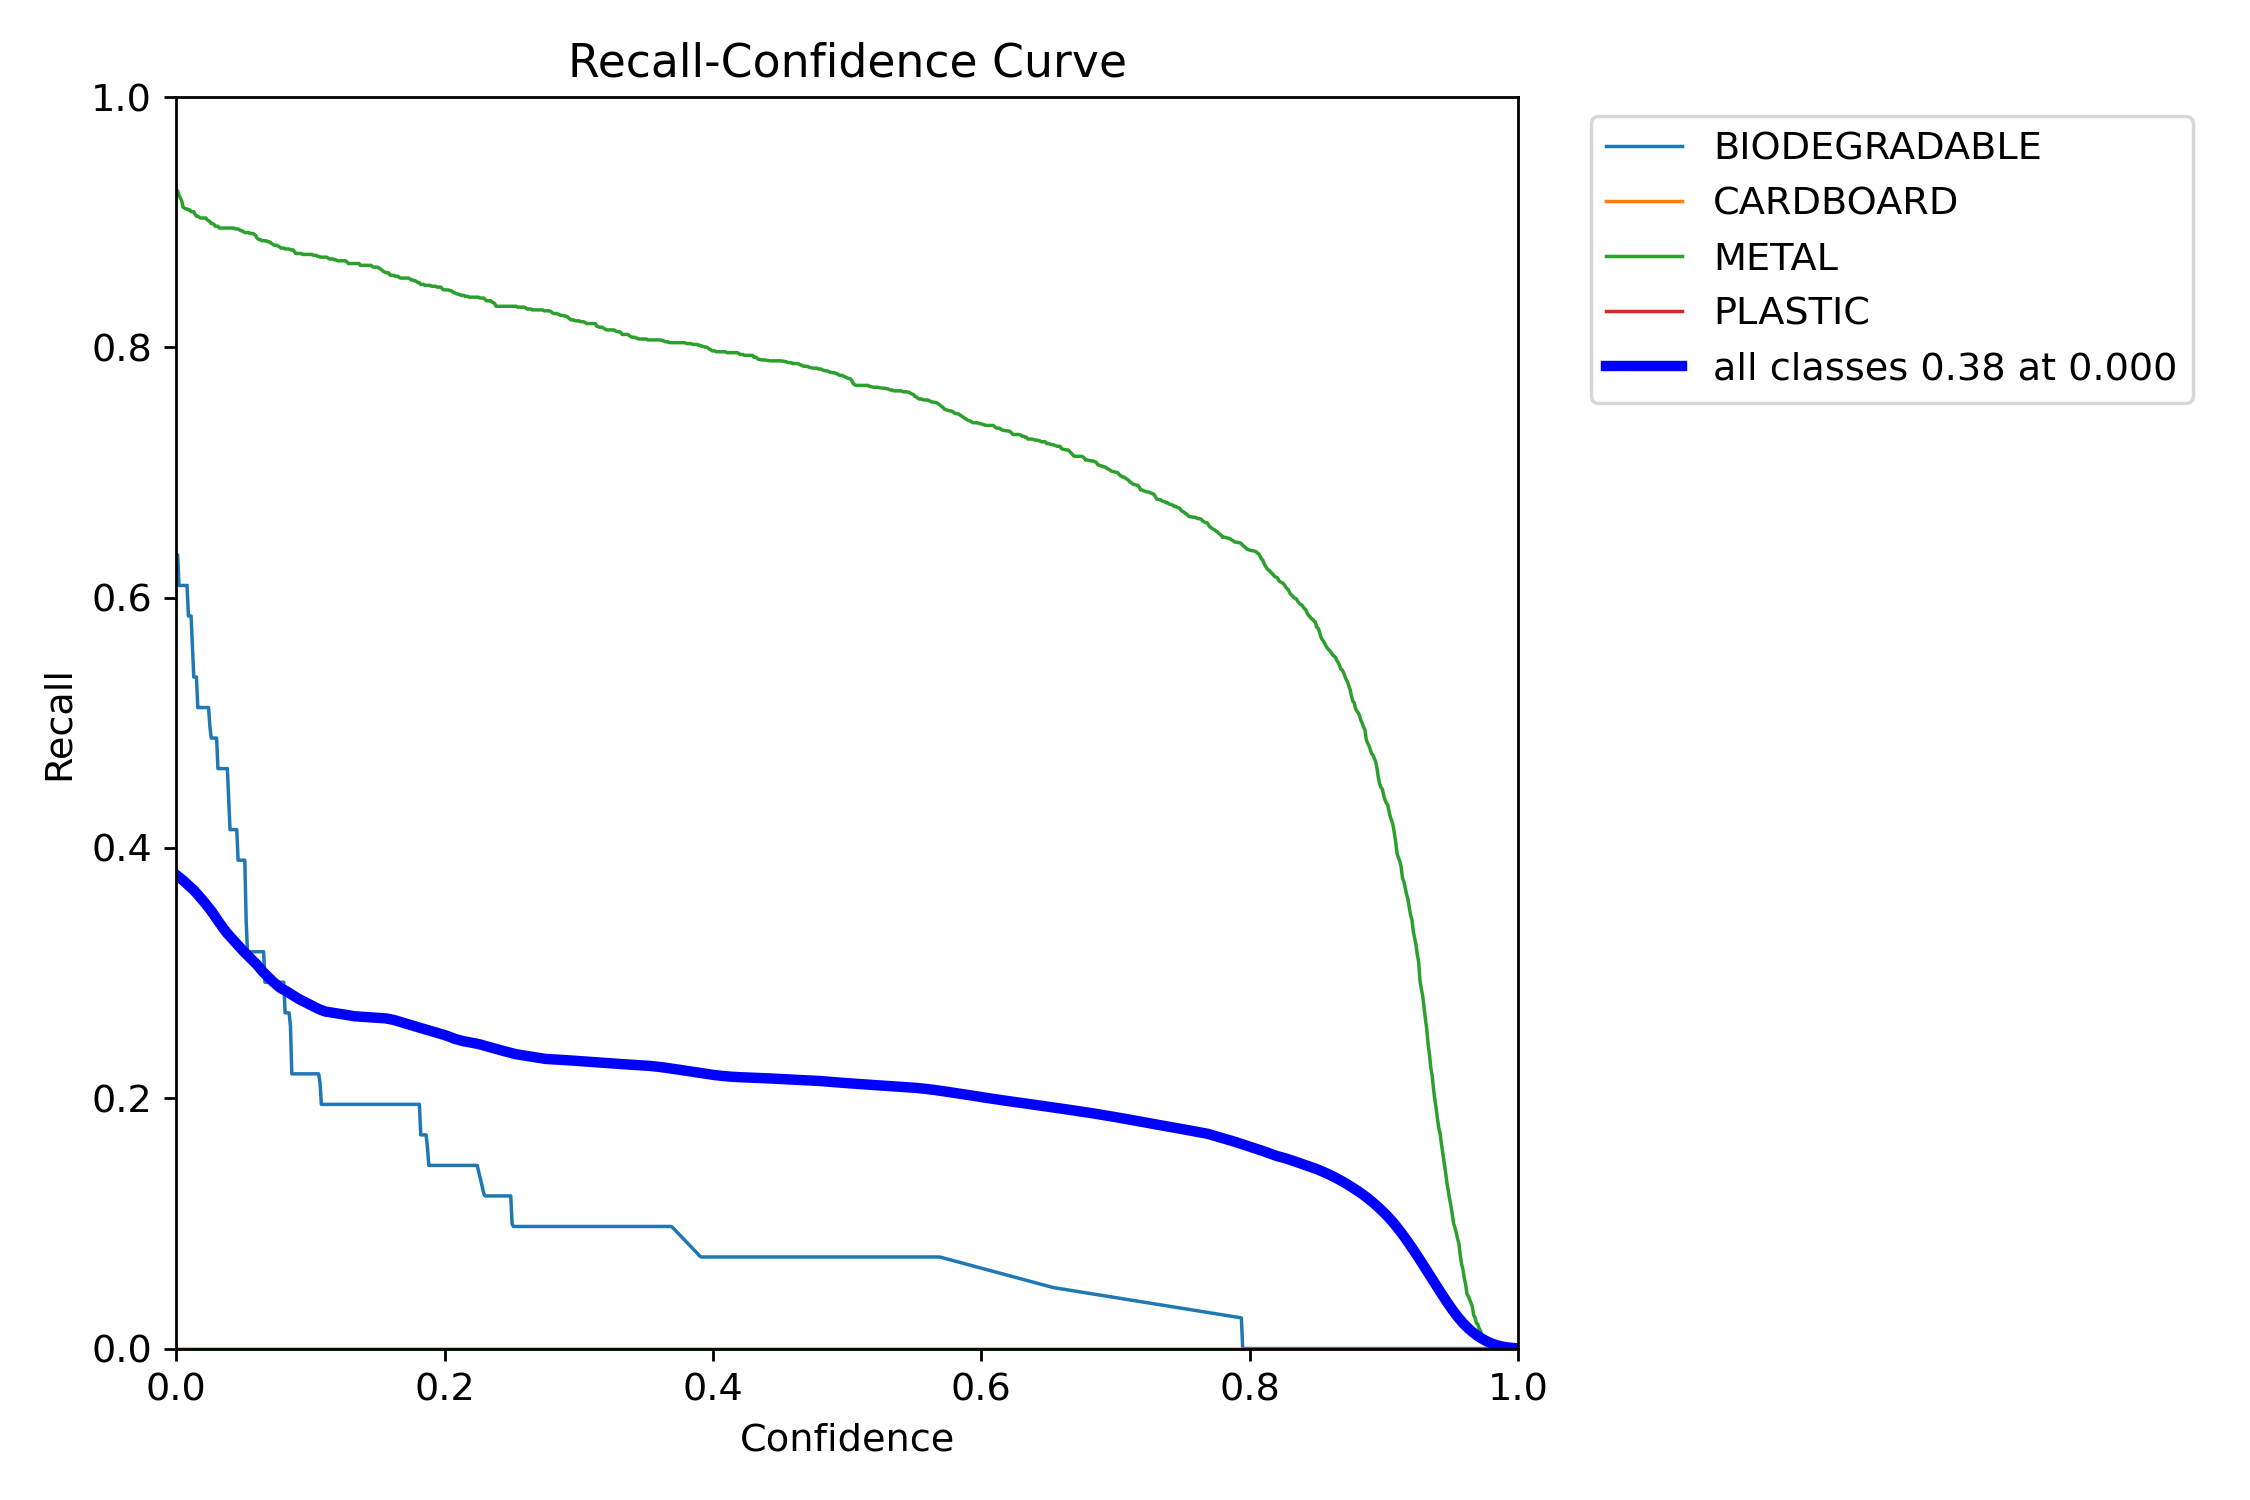 Recall-Confidence Curve
1.0
0.8
0.6
0.4
0.2
0.0
Recall
0.0 0.2 0.4 0.6 0.8 1.0
Confidence
BIODEGRADABLE
CARDBOARD
METAL
PLASTIC
all classes 0.38 at 0.000